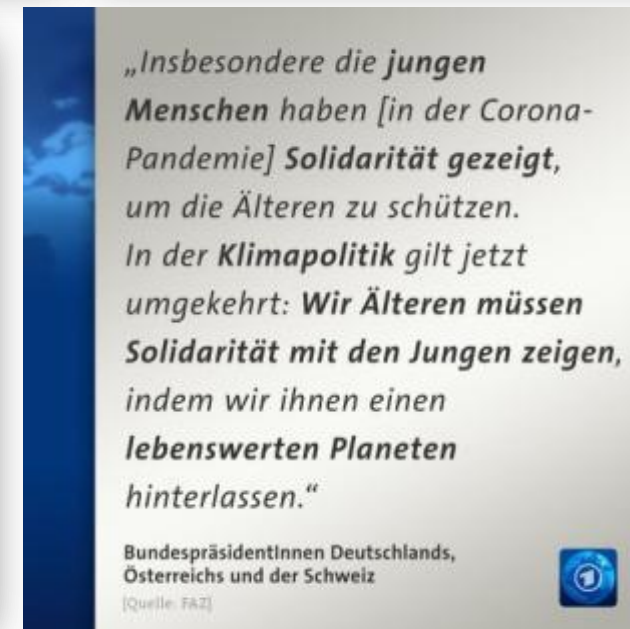 „Insbesondere die jungen
Menschen haben [in der Corona-
Pandemie] Solidarität gezeigt,
um die Älteren zu schützen.
In der Klimapolitik gilt jetzt
umgekehrt: Wir Älteren müssen
Solidarität mit den Jungen zeigen,
indem wir ihnen einen
lebenswerten Planeten
hinterlassen.“
BundespräsidentInnen Deutschlands,
Österreichs und der Schweiz
[Quelle: FAZ]
1